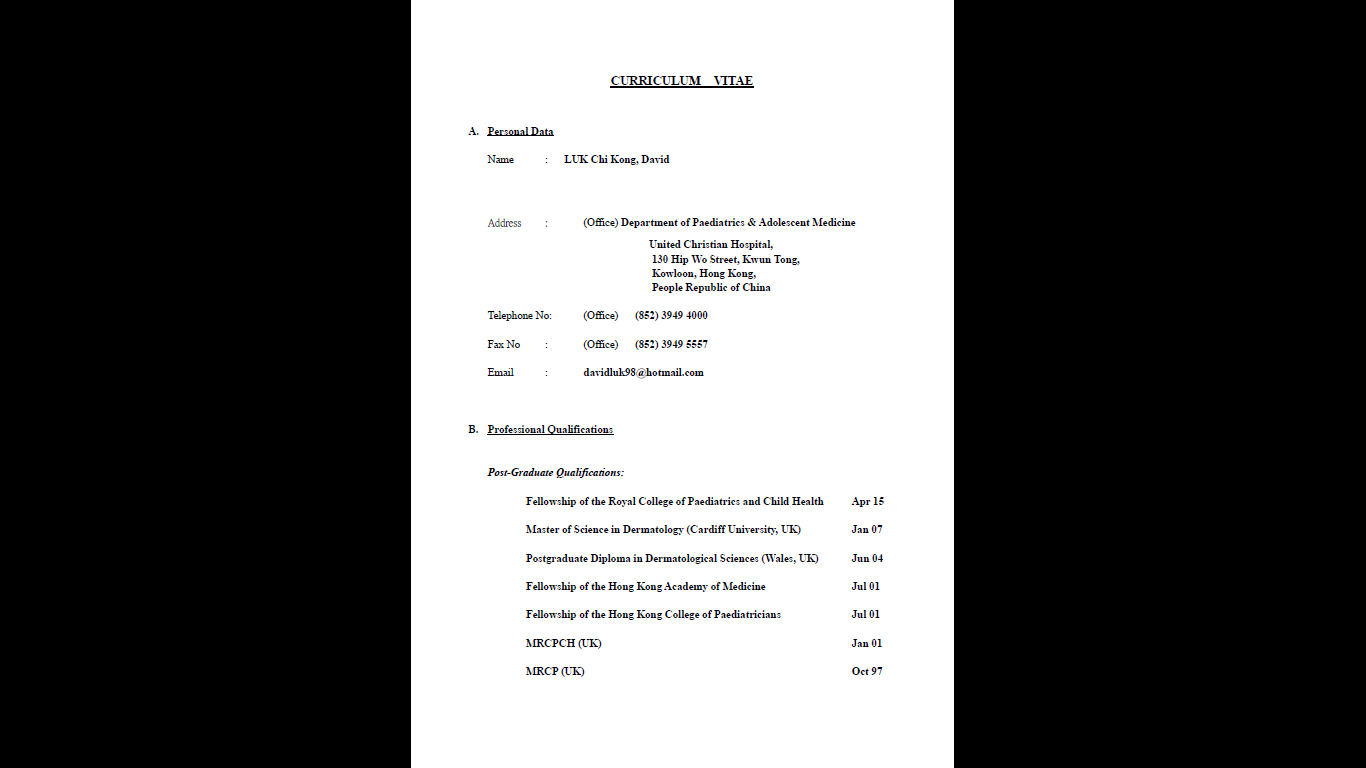 CURRICULUM VITAE
A. Personal Data
Name : LUK Chi Kong, David
Address : (Office) Department of Paediatrics & Adolescent Medicine
United Christian Hospital,
130 Hip Wo Street, Kwun Tong,
Kowloon, Hong Kong,
People Republic of China
Telephone No: (Office) (852) 3949 4000
Fax No : (Office) (852) 3949 5557
Email : davidluk98@hotmail.com
B. Professional Qualifications
Post-Graduate Qualifications:
Fellowship of the Royal College of Paediatrics and Child Health Apr 15
Master of Science in Dermatology (Cardiff University, UK) Jan 07
Postgraduate Diploma in Dermatological Sciences (Wales, UK) Jun 04
Fellowship of the Hong Kong Academy of Medicine Jul 01
Fellowship of the Hong Kong College of Paediatricians Jul 01
MRCPCH (UK) Jan 01
MRCP (UK) Oct 97